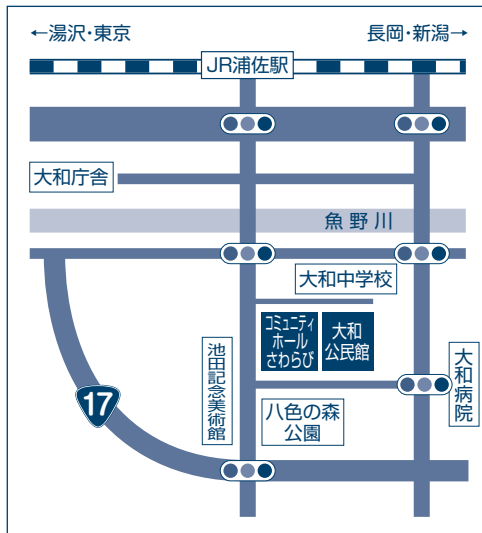 ←湯沢・東京
長岡・新潟→
JR浦佐駅
大和庁舎
魚野川
大和中学校
コミュニティ
ホール
さわらび
大和
公民館
池田記念美術館
大和病院
17
八色の森
公園